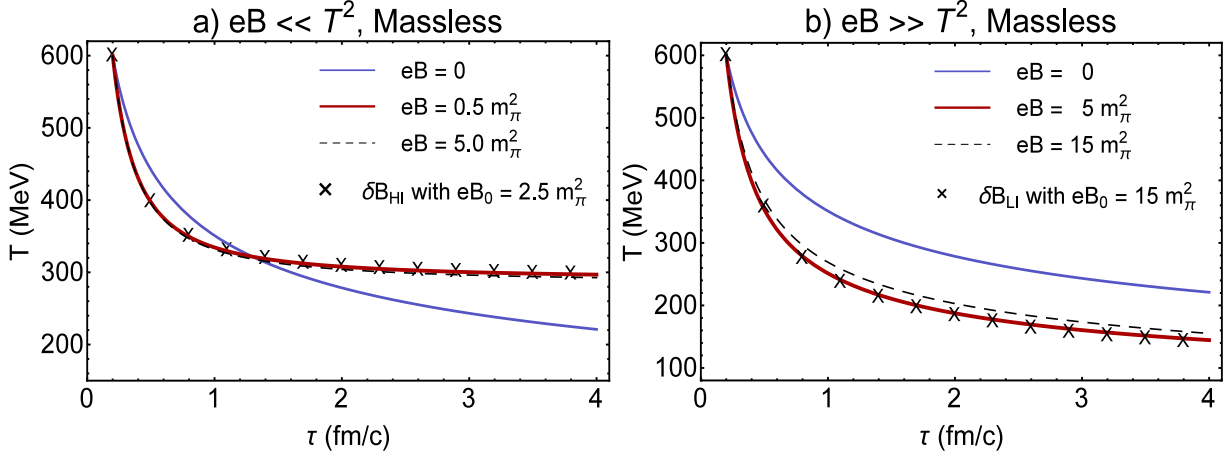 a) eB << T², Massless
600
500
400
300
200
T (MeV)
0
1
2
3
4
τ (fm/c)
eB = 0
eB = 0.5 m²π
eB = 5.0 m²π
× δB_HI with eB₀ = 2.5 m²π
b) eB >> T², Massless
600
500
400
300
200
100
T (MeV)
0
1
2
3
4
τ (fm/c)
eB = 0
eB = 5 m²π
eB = 15 m²π
× δB_LI with eB₀ = 15 m²π